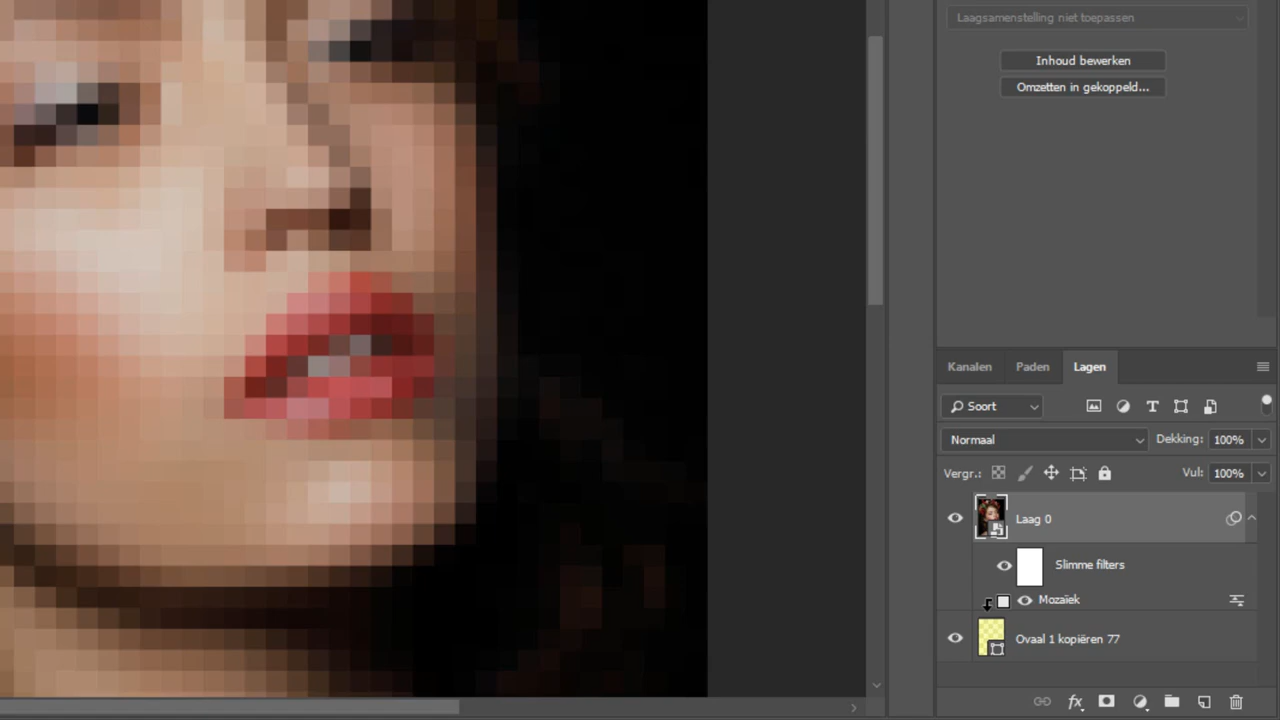 Laagsamenstelling niet toepassen
Inhoud bewerken
Omzetten in gekoppeld...
Kanalen Paden Lagen
Soort
Normaal Dekking: 100%
Vergr.: Vul: 100%
Laag 0
Slimme filters
Mozaïek
Ovaal 1 kopiëren 77
fx